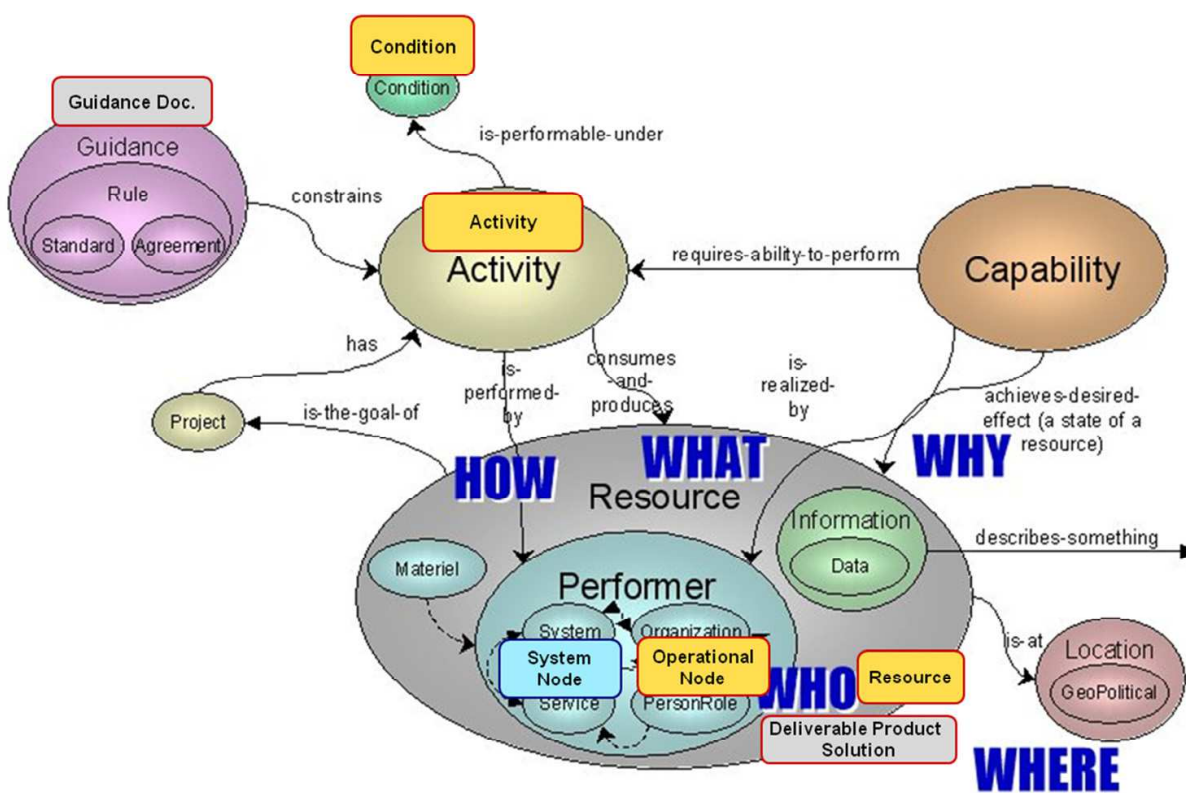 Condition
Condition
Guidance Doc.
Guidance
Rule
Standard
Agreement
is-performable-under
constrains
Activity
Activity
requires-ability-to-perform
Capability
has
is-
performed-
by
consumes
-and-
produces
is-
realized-
by
achieves-desired-
effect (a state of a
resource)
Project
is-the-goal-of
HOW
WHAT
WHY
Resource
Information
Data
describes-something
Materiel
Performer
System
Organization
System
Node
Operational
Node
Service
PersonRole
WHO
Resource
Deliverable Product
Solution
is-at
Location
GeoPolitical
WHERE